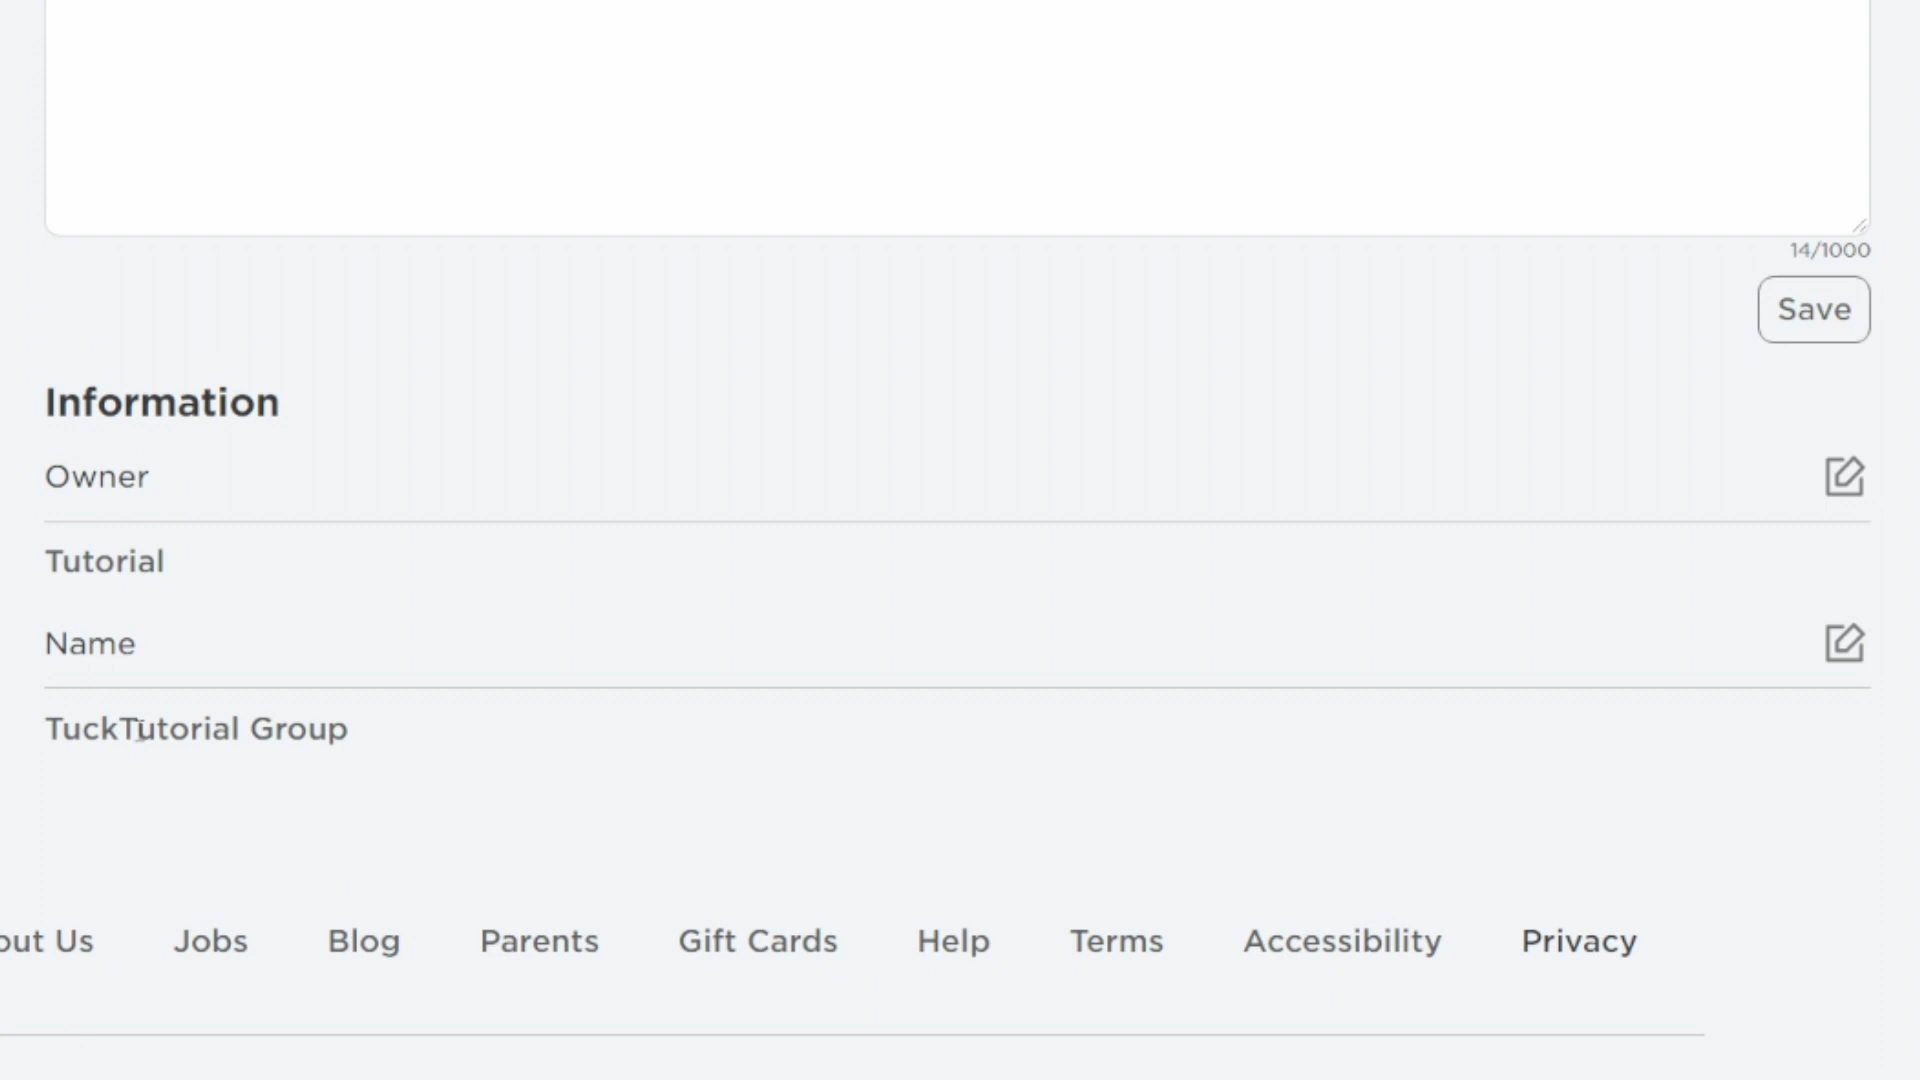 14/1000
Save
Information
Owner
Tutorial
Name
TuckTutorial Group
out Us Jobs Blog Parents Gift Cards Help Terms Accessibility Privacy